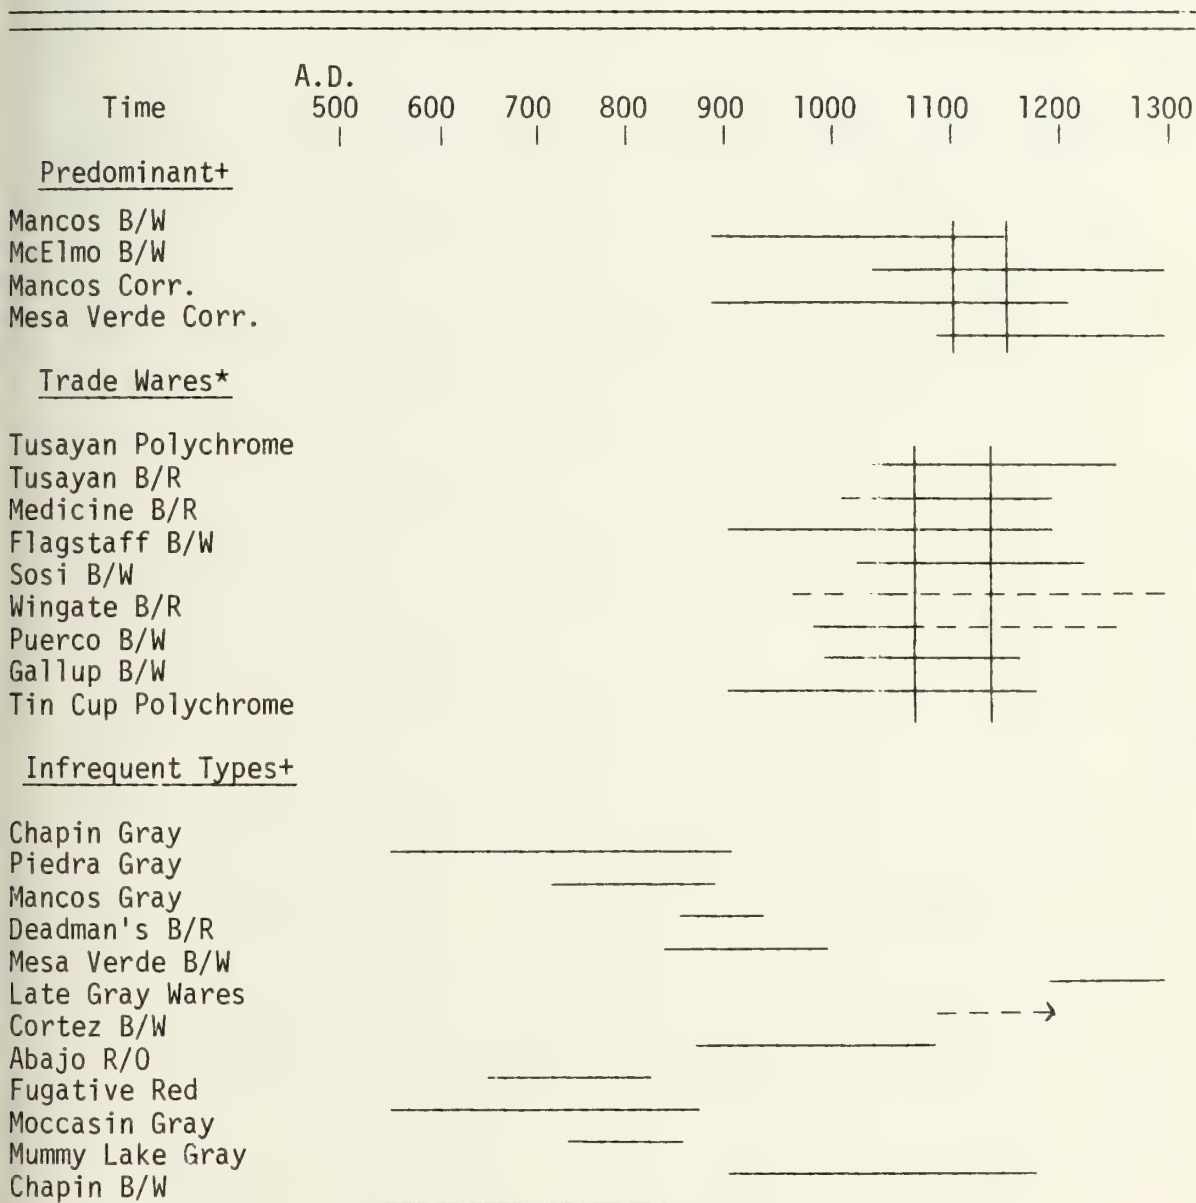 A.D.
Time 500 600 700 800 900 1000 1100 1200 1300
Predominant+
Mancos B/W
McElmo B/W
Mancos Corr.
Mesa Verde Corr.
Trade Wares*
Tusayan Polychrome
Tusayan B/R
Medicine B/R
Flagstaff B/W
Sosi B/W
Wingate B/R
Puerco B/W
Gallup B/W
Tin Cup Polychrome
Infrequent Types+
Chapin Gray
Piedra Gray
Mancos Gray
Deadman's B/R
Mesa Verde B/W
Late Gray Wares
Cortez B/W
Abajo R/O
Fugative Red
Moccasin Gray
Mummy Lake Gray
Chapin B/W